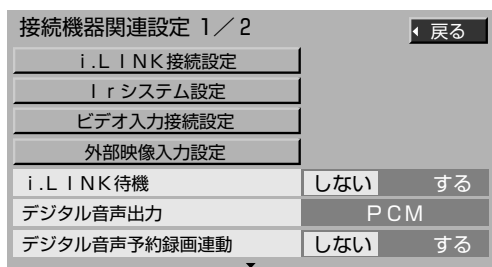 接続機器関連設定 1／2
戻る
i.LINK接続設定
Irシステム設定
ビデオ入力接続設定
外部映像入力設定
i.LINK待機 しない する
デジタル音声出力 PCM
デジタル音声予約録画連動 しない する